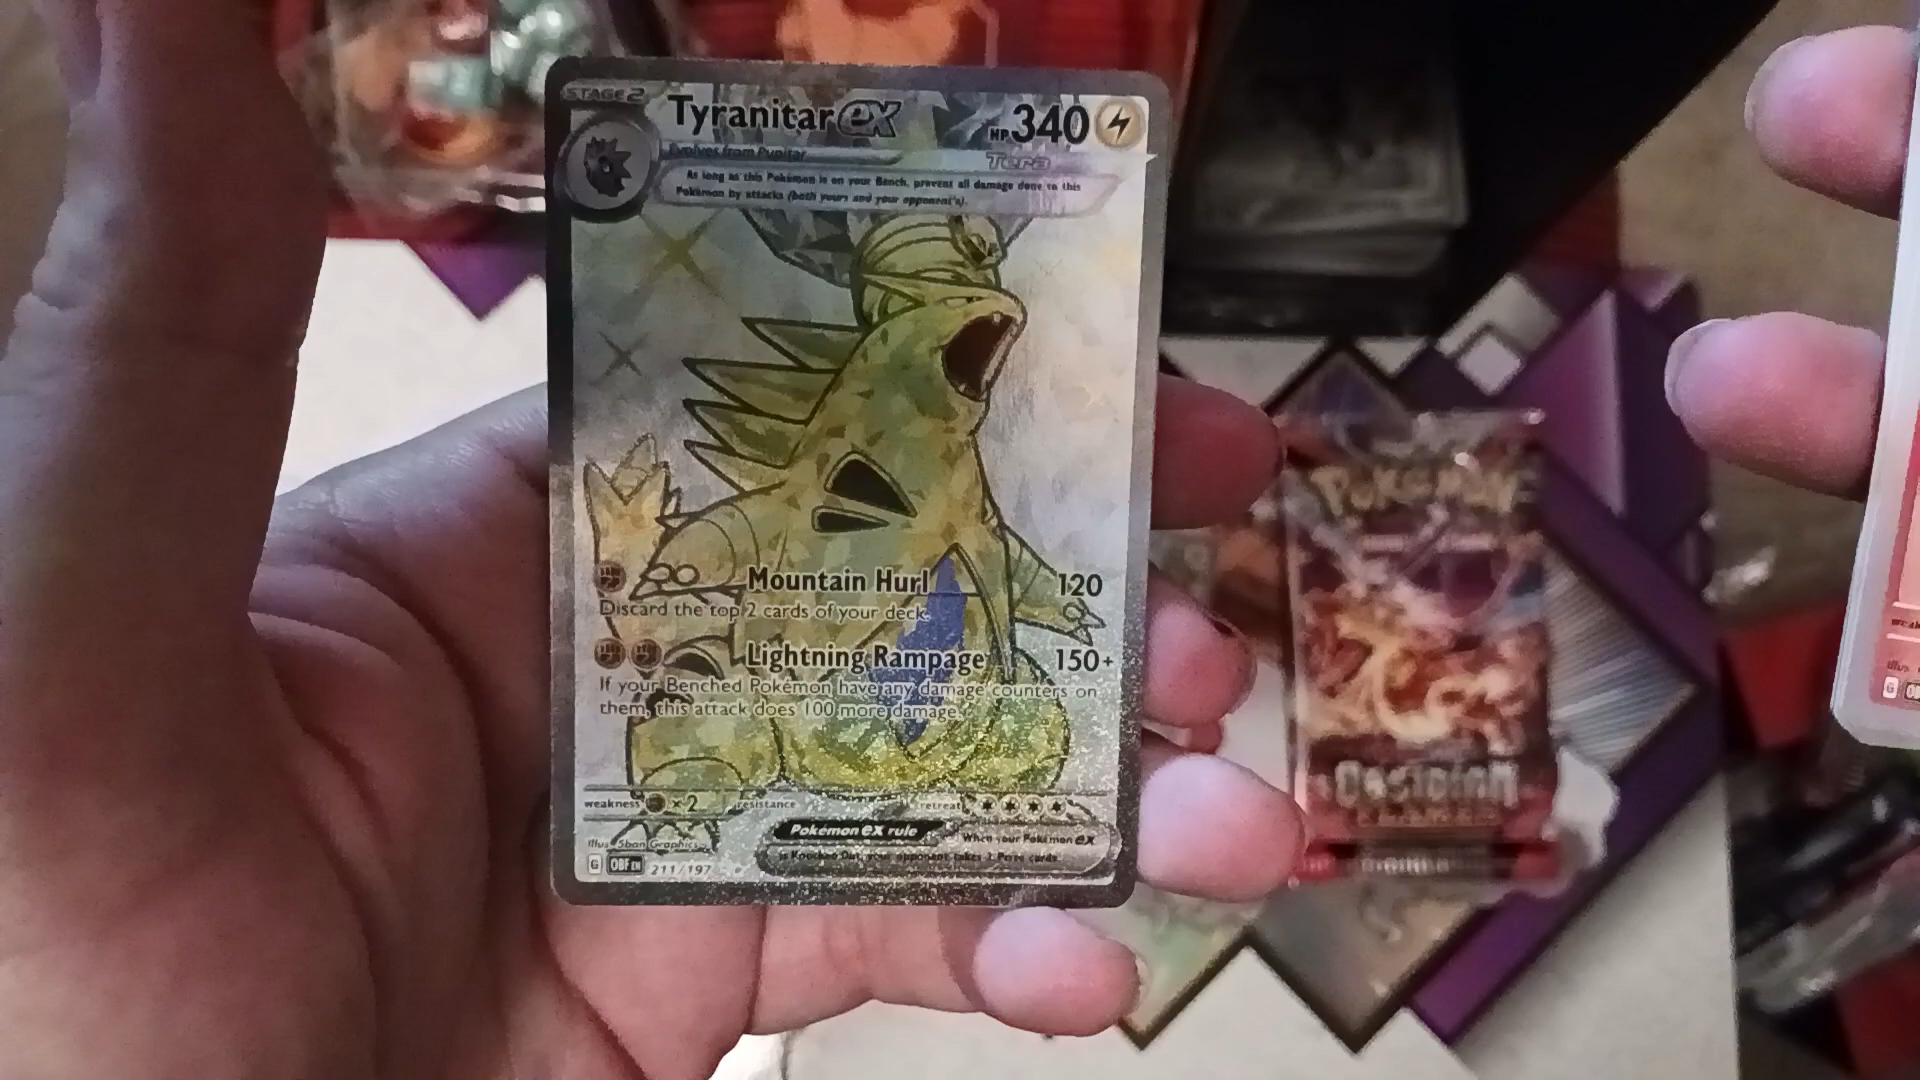 STAGE 2
Tyranitar ex HP 340
Evolves from Pupitar
Tera
As long as this Pokémon is on your Bench, prevent all damage done to this
Pokémon by attacks (both yours and your opponent's).
Mountain Hurl 120
Discard the top 2 cards of your deck.
Lightning Rampage 150+
If your Benched Pokémon have any damage counters on
them, this attack does 100 more damage.
weakness ×2 resistance retreat
Pokémon ex rule When your Pokémon ex
is Knocked Out, your opponent takes 2 Prize cards.
Illus. 5ban Graphics
G OBF EN 211/197
POKÉMON
OBSIDIAN
weak
illus
G